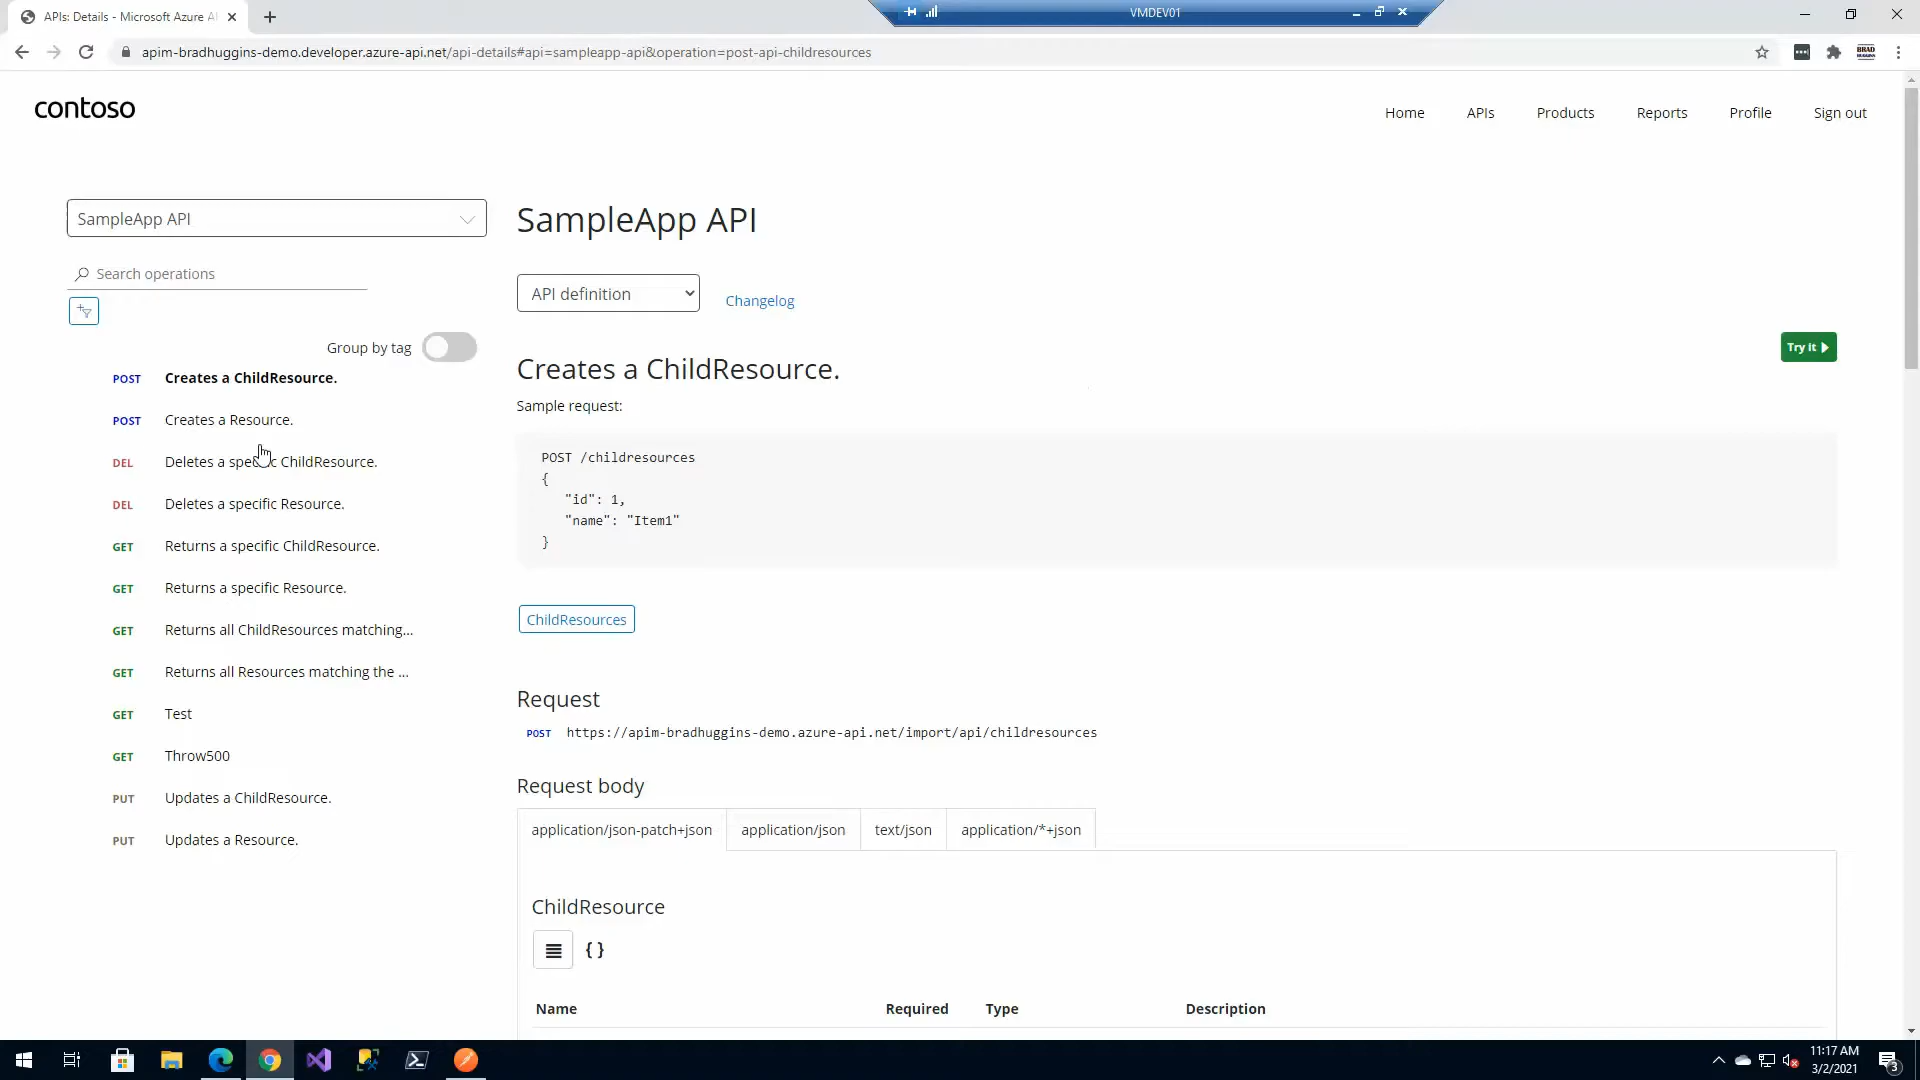 APIs: Details - Microsoft Azure AI
VMDEV01
apim-bradhuggins-demo.developer.azure-api.net/api-details#api=sampleapp-api&operation=post-api-childresources
BRAD
HUGGINS
contoso
Home
APIs
Products
Reports
Profile
Sign out
SampleApp API
Search operations
Group by tag
POST Creates a ChildResource.
POST Creates a Resource.
DEL Deletes a specific ChildResource.
DEL Deletes a specific Resource.
GET Returns a specific ChildResource.
GET Returns a specific Resource.
GET Returns all ChildResources matching...
GET Returns all Resources matching the ...
GET Test
GET Throw500
PUT Updates a ChildResource.
PUT Updates a Resource.
SampleApp API
API definition
Changelog
Try it
Creates a ChildResource.
Sample request:
POST /childresources
{
"id": 1,
"name": "Item1"
}
ChildResources
Request
POST https://apim-bradhuggins-demo.azure-api.net/import/api/childresources
Request body
application/json-patch+json
application/json
text/json
application/*+json
ChildResource
{ }
Name
Required
Type
Description
11:17 AM
3/2/2021
3